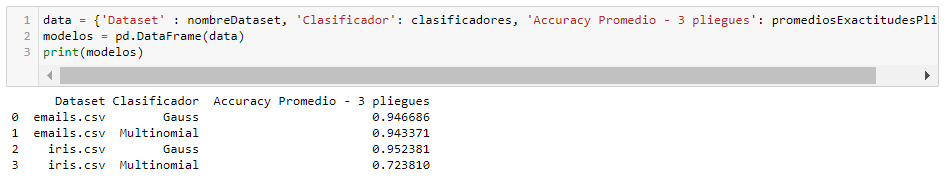 1 data = {'Dataset' : nombreDataset, 'Clasificador': clasificadores, 'Accuracy Promedio - 3 pliegues': promediosExactitudesPli
2 modelos = pd.DataFrame(data)
3 print(modelos)
Dataset Clasificador Accuracy Promedio - 3 pliegues
0 emails.csv Gauss 0.946686
1 emails.csv Multinomial 0.943371
2 iris.csv Gauss 0.952381
3 iris.csv Multinomial 0.723810